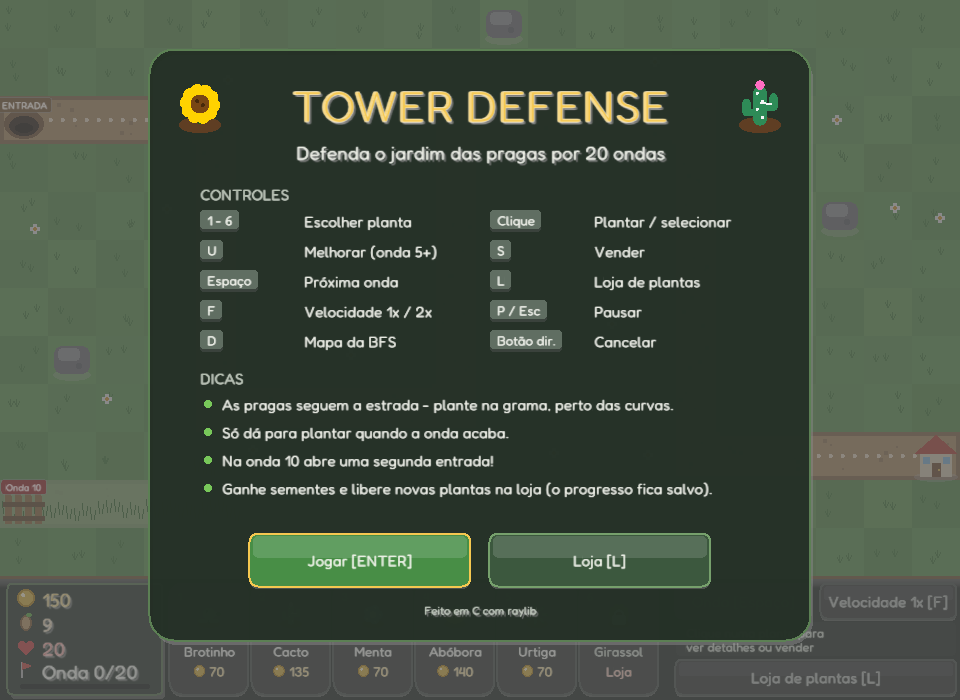 ENTRADA
TOWER DEFENSE
Defenda o jardim das pragas por 20 ondas
CONTROLES
1 - 6 Escolher planta Clique Plantar / selecionar
U Melhorar (onda 5+) S Vender
Espaço Próxima onda L Loja de plantas
F Velocidade 1x / 2x P / Esc Pausar
D Mapa da BFS Botão dir. Cancelar
DICAS
As pragas seguem a estrada - plante na grama, perto das curvas.
Só dá para plantar quando a onda acaba.
Na onda 10 abre uma segunda entrada!
Onda 10
Ganhe sementes e libere novas plantas na loja (o progresso fica salvo).
Jogar [ENTER] Loja [L]
Feito em C com raylib
150
9
20
Onda 0/20
Brotinho
70
Cacto
135
Menta
70
Abóbora
140
Urtiga
70
Girassol
Loja
Velocidade 1x [F]
ver detalhes ou vender
Loja de plantas [L]